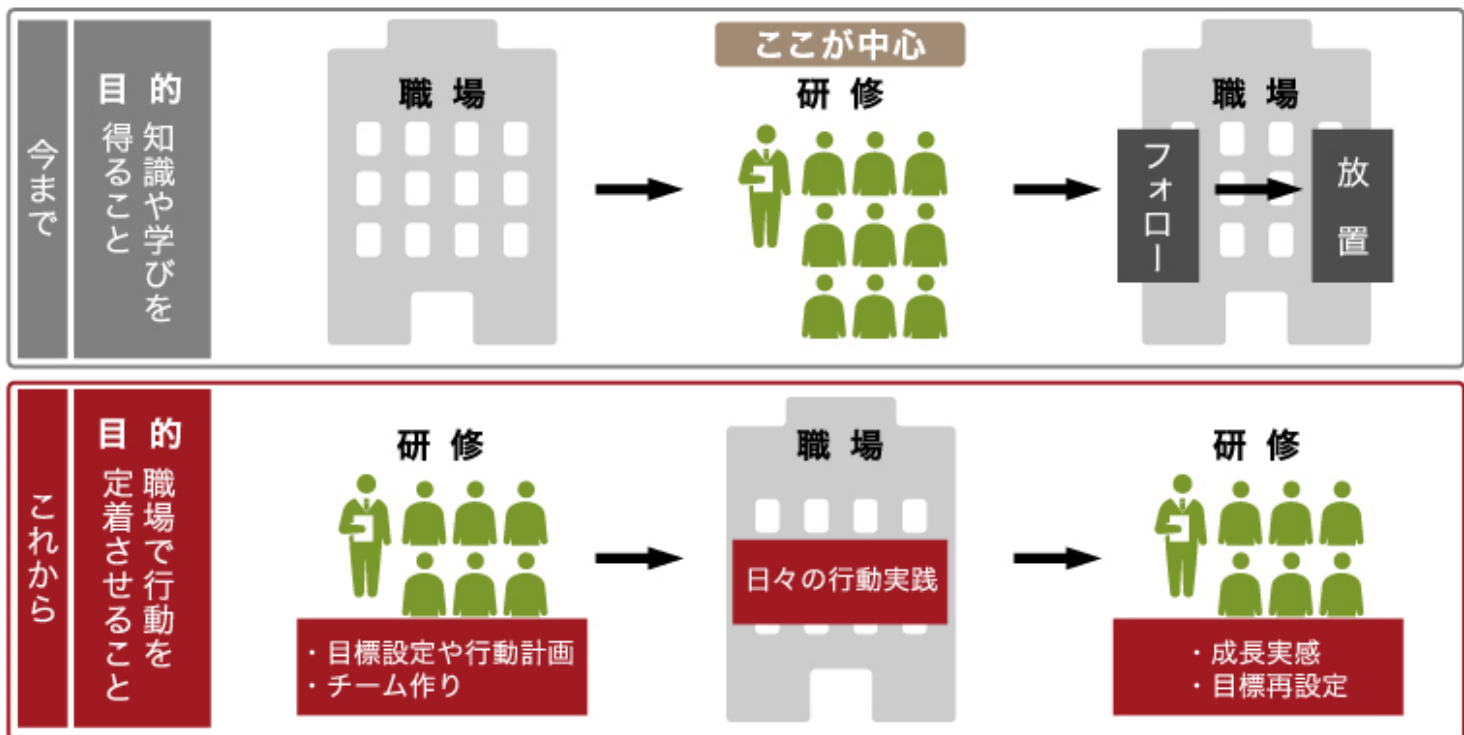 今まで
目的
知識や学びを
得ること
職場
ここが中心
研修
職場
フォロー
放置
これから
目的
職場で行動を
定着させること
研修
・目標設定や行動計画
・チーム作り
職場
日々の行動実践
研修
・成長実感
・目標再設定